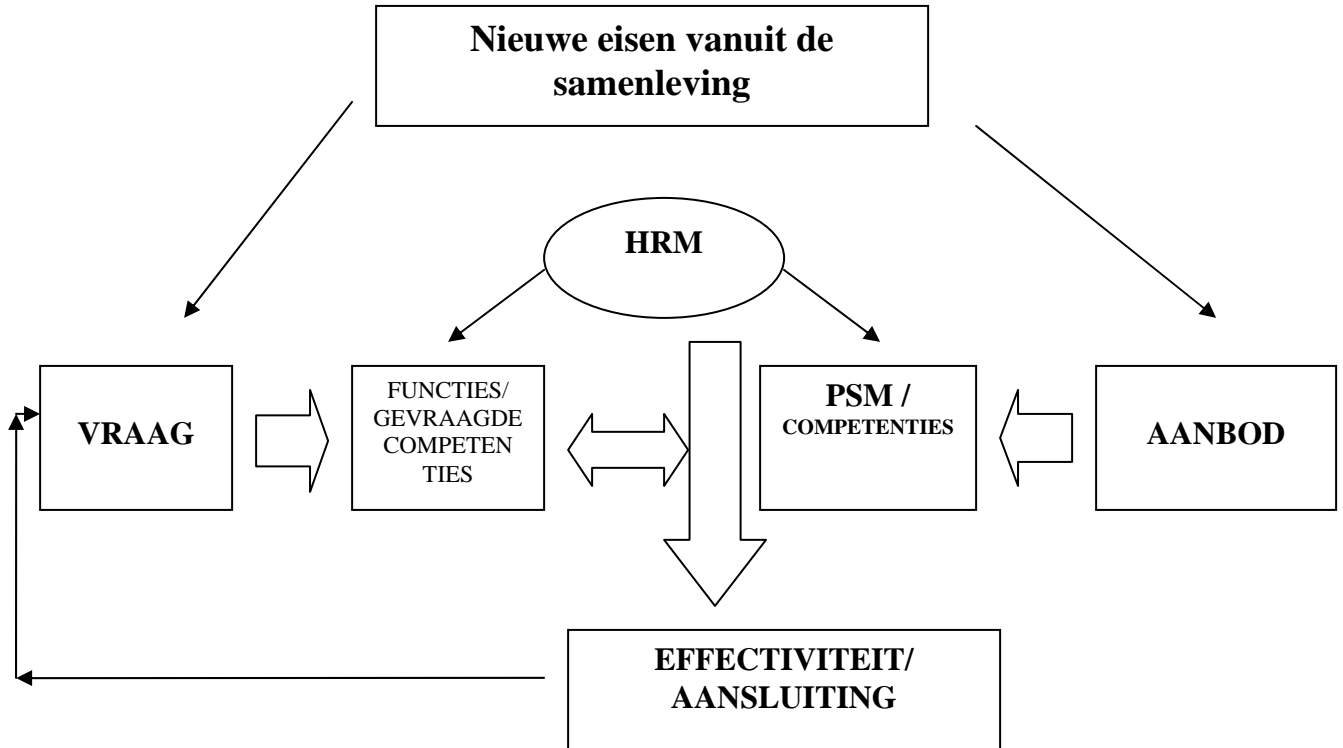 Nieuwe eisen vanuit de
samenleving
HRM
VRAAG
FUNCTIES/
GEVRAAGDE
COMPETEN
TIES
PSM /
COMPETENTIES
AANBOD
EFFECTIVITEIT/
AANSLUITING